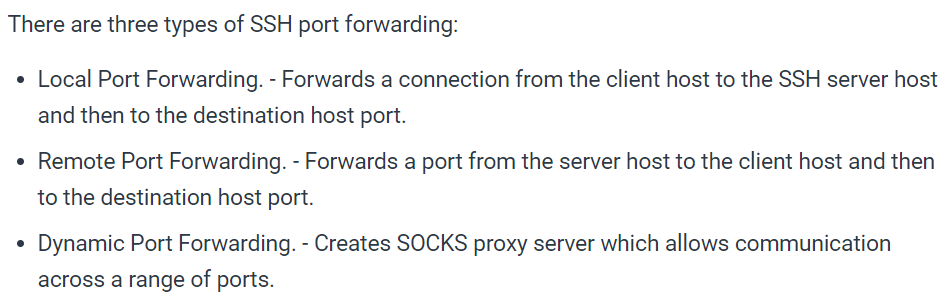 There are three types of SSH port forwarding:
• Local Port Forwarding. - Forwards a connection from the client host to the SSH server host
and then to the destination host port.
• Remote Port Forwarding. - Forwards a port from the server host to the client host and then
to the destination host port.
• Dynamic Port Forwarding. - Creates SOCKS proxy server which allows communication
across a range of ports.